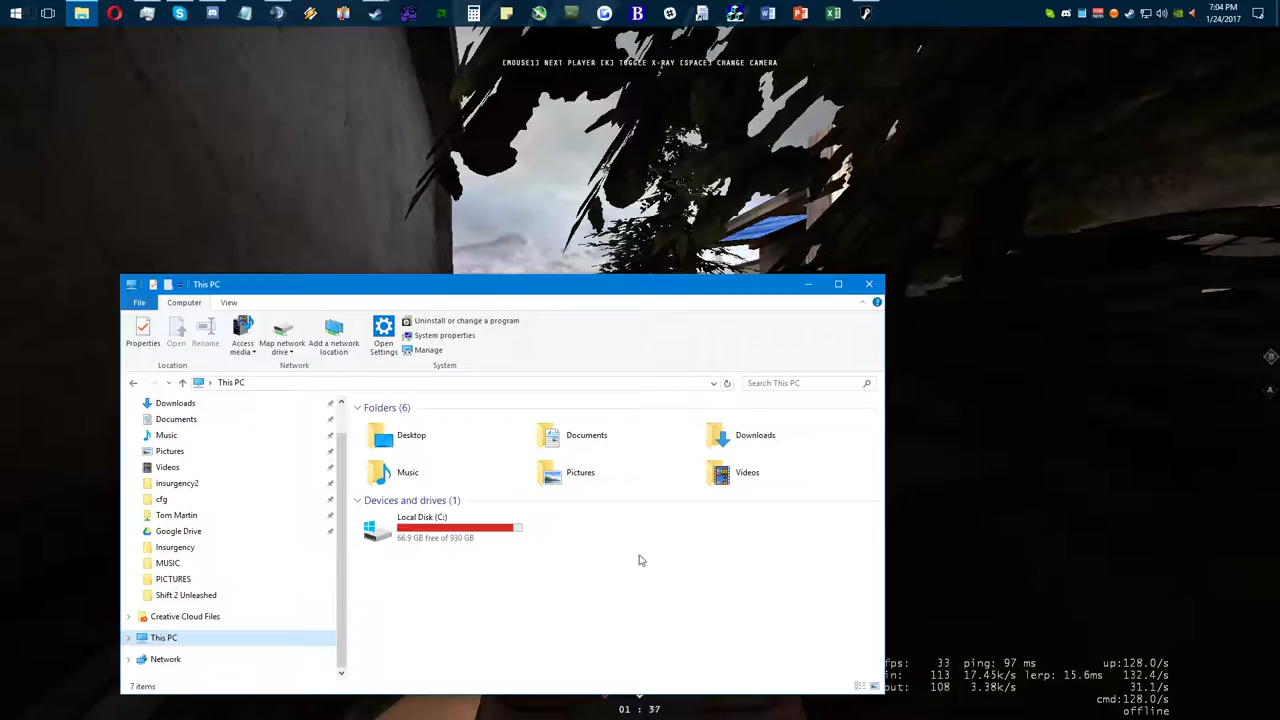 7:04 PM
1/24/2017
[MOUSE1] NEXT PLAYER [K] TOGGLE X-RAY [SPACE] CHANGE CAMERA
This PC
File Computer View
Properties
Open
Rename
Access media
Map network drive
Add a network location
Open Settings
Uninstall or change a program
System properties
Manage
Location
Network
System
This PC
Search This PC
Downloads
Documents
Music
Pictures
Videos
insurgency2
cfg
Tom Martin
Google Drive
Insurgency
MUSIC
PICTURES
Shift 2 Unleashed
Creative Cloud Files
This PC
Network
Folders (6)
Desktop
Documents
Downloads
Music
Pictures
Videos
Devices and drives (1)
Local Disk (C:)
66.9 GB free of 930 GB
7 items
fps: 33 ping: 97 ms up:128.0/s
in: 113 17.45k/s lerp: 15.6ms 132.4/s
out: 108 3.38k/s 31.1/s
cmd:128.0/s
offline
01 : 37
B
A